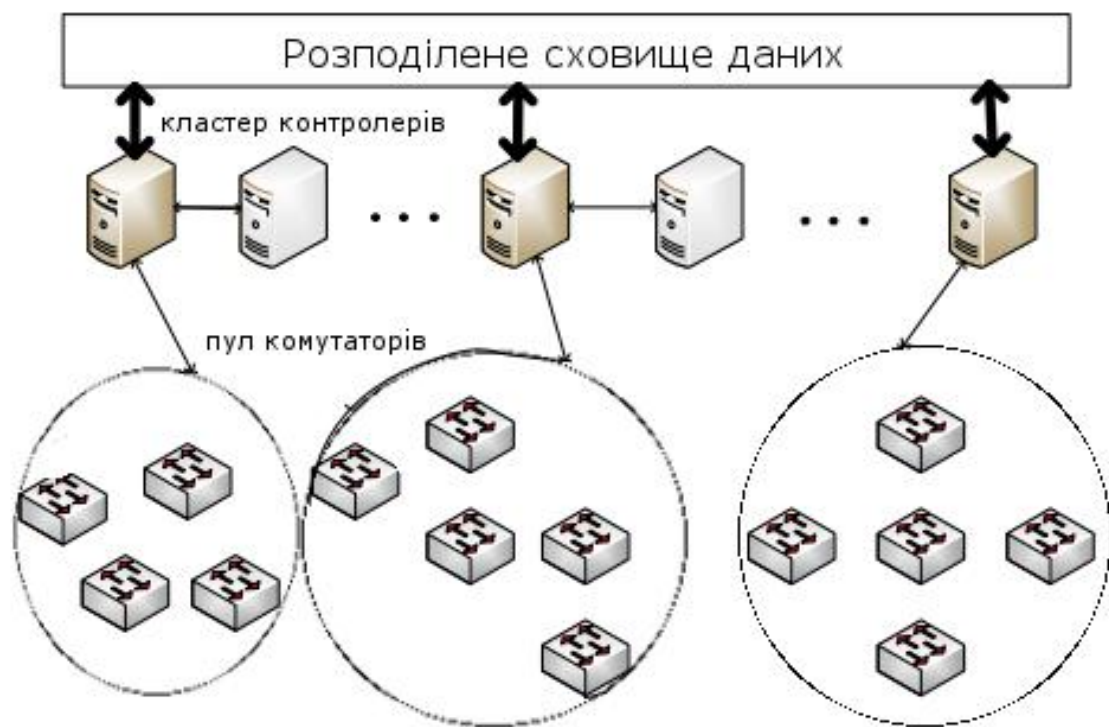 Розподілене сховище даних
кластер контролерів
пул комутаторів